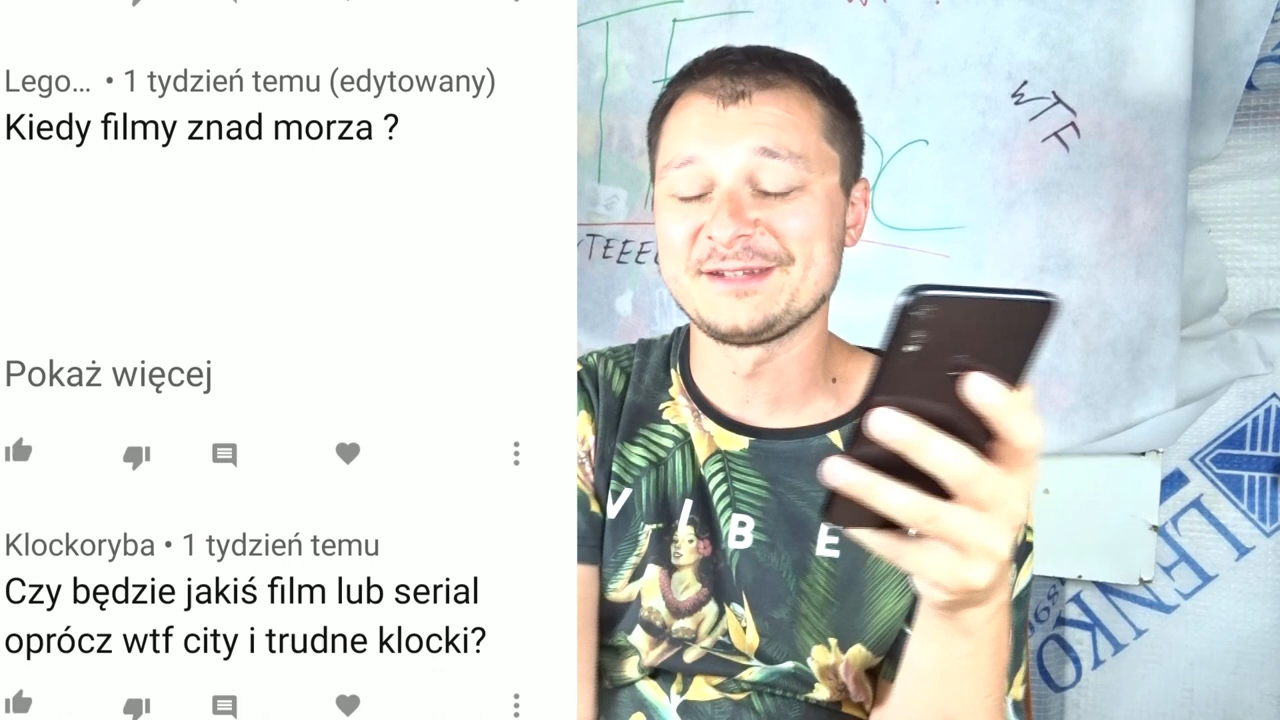 Lego... • 1 tydzień temu (edytowany)
Kiedy filmy znad morza ?
Pokaż więcej
Klockoryba • 1 tydzień temu
Czy będzie jakiś film lub serial
oprócz wtf city i trudne klocki?
WTF
VIBE
LENKO